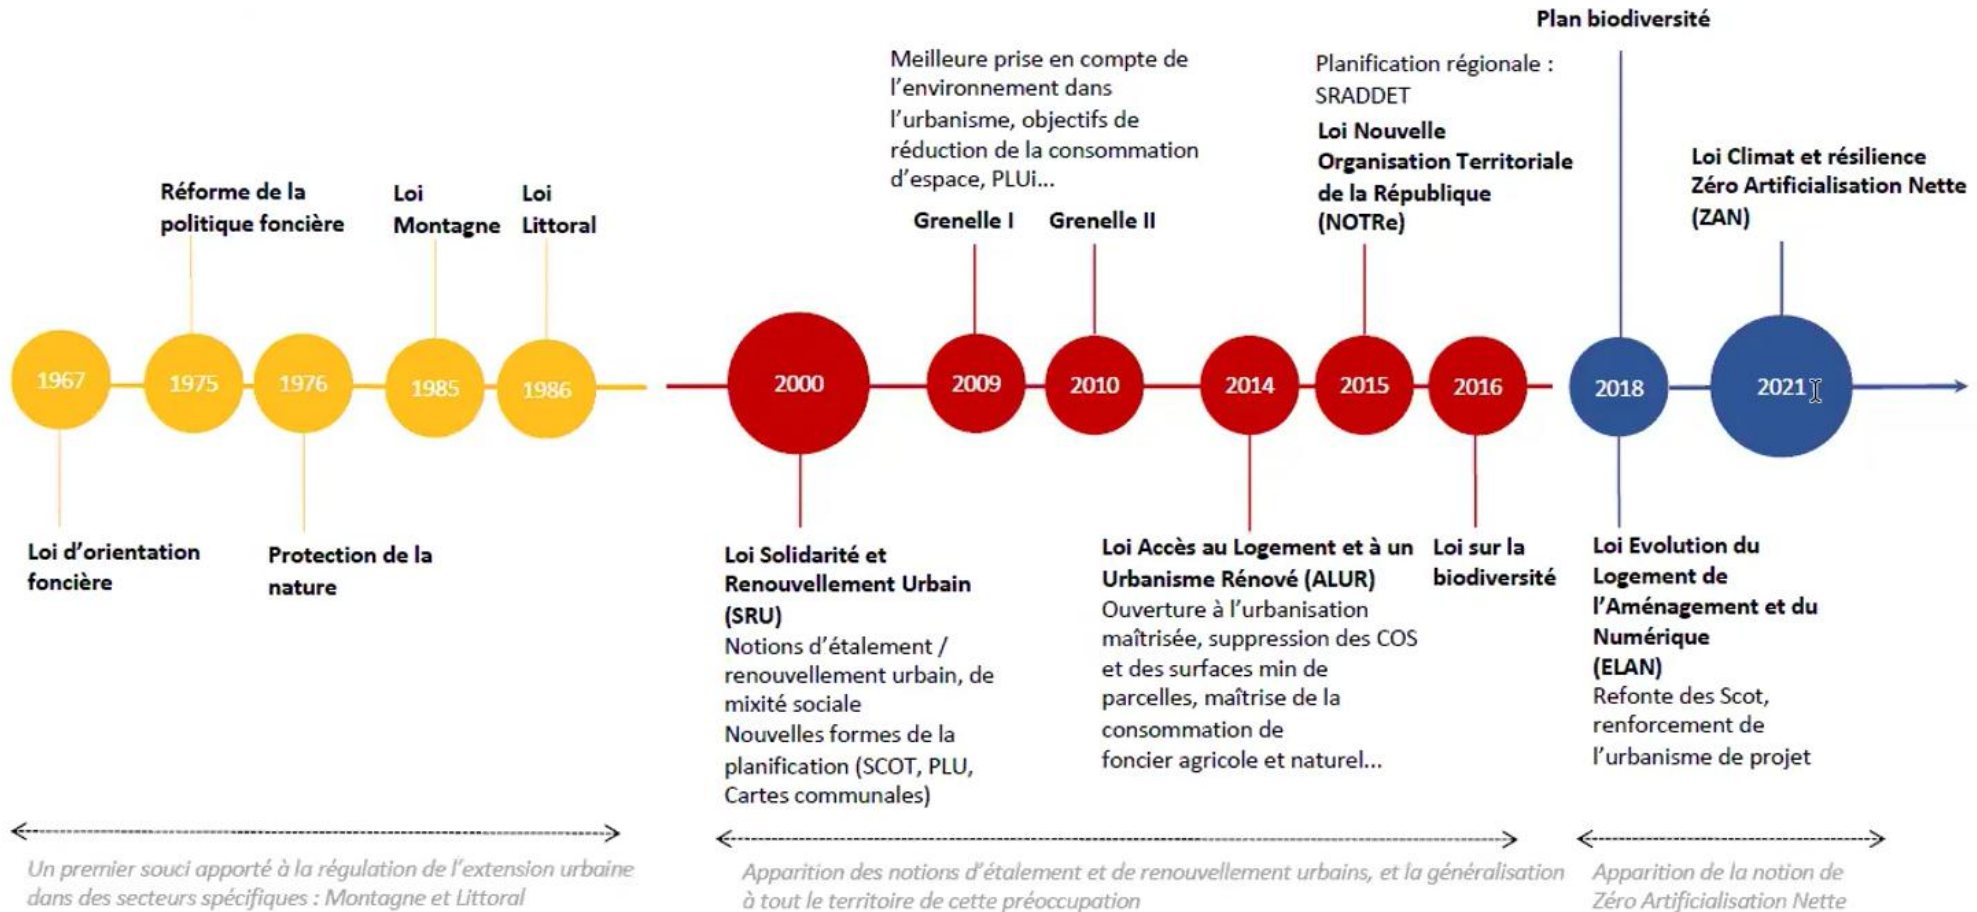 Plan biodiversité
Meilleure prise en compte de
l'environnement dans
l'urbanisme, objectifs de
réduction de la consommation
d'espace, PLUi...
Planification régionale :
SRADDET
Loi Nouvelle
Organisation Territoriale
de la République
(NOTRe)
Loi Climat et résilience
Zéro Artificialisation Nette
(ZAN)
Réforme de la
politique foncière
Loi
Montagne
Loi
Littoral
Grenelle I
Grenelle II
1967
1975
1976
1985
1986
2000
2009
2010
2014
2015
2016
2018
2021
Loi d'orientation
foncière
Protection de la
nature
Loi Solidarité et
Renouvellement Urbain
(SRU)
Notions d'étalement /
renouvellement urbain, de
mixité sociale
Nouvelles formes de la
planification (SCOT, PLU,
Cartes communales)
Loi Accès au Logement et à un
Urbanisme Rénové (ALUR)
Ouverture à l'urbanisation
maîtrisée, suppression des COS
et des surfaces min de
parcelles, maîtrise de la
consommation de
foncier agricole et naturel...
Loi sur la
biodiversité
Loi Evolution du
Logement de
l'Aménagement et du
Numérique
(ELAN)
Refonte des Scot,
renforcement de
l'urbanisme de projet
Un premier souci apporté à la régulation de l'extension urbaine
dans des secteurs spécifiques : Montagne et Littoral
Apparition des notions d'étalement et de renouvellement urbains, et la généralisation
à tout le territoire de cette préoccupation
Apparition de la notion de
Zéro Artificialisation Nette